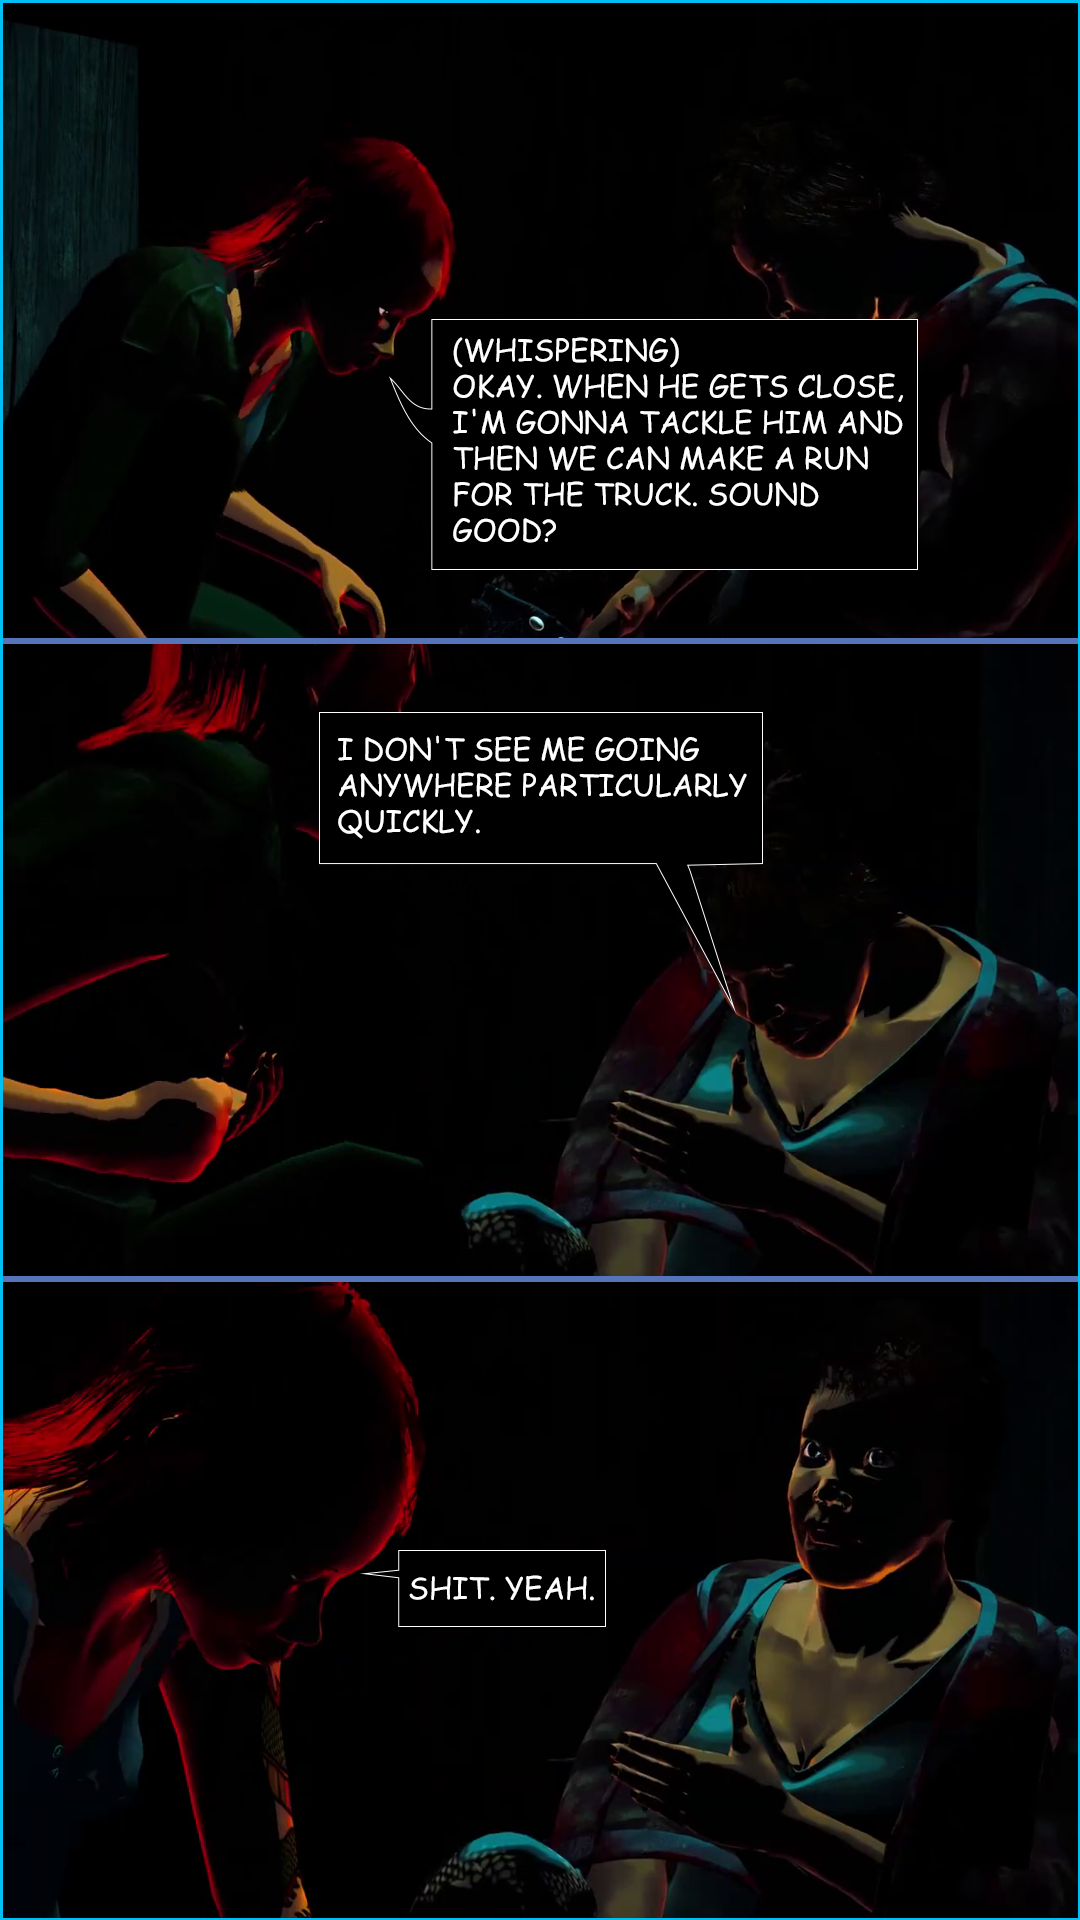 (WHISPERING)
OKAY. WHEN HE GETS CLOSE,
I'M GONNA TACKLE HIM AND
THEN WE CAN MAKE A RUN
FOR THE TRUCK. SOUND
GOOD?
I DON'T SEE ME GOING
ANYWHERE PARTICULARLY
QUICKLY.
SHIT. YEAH.